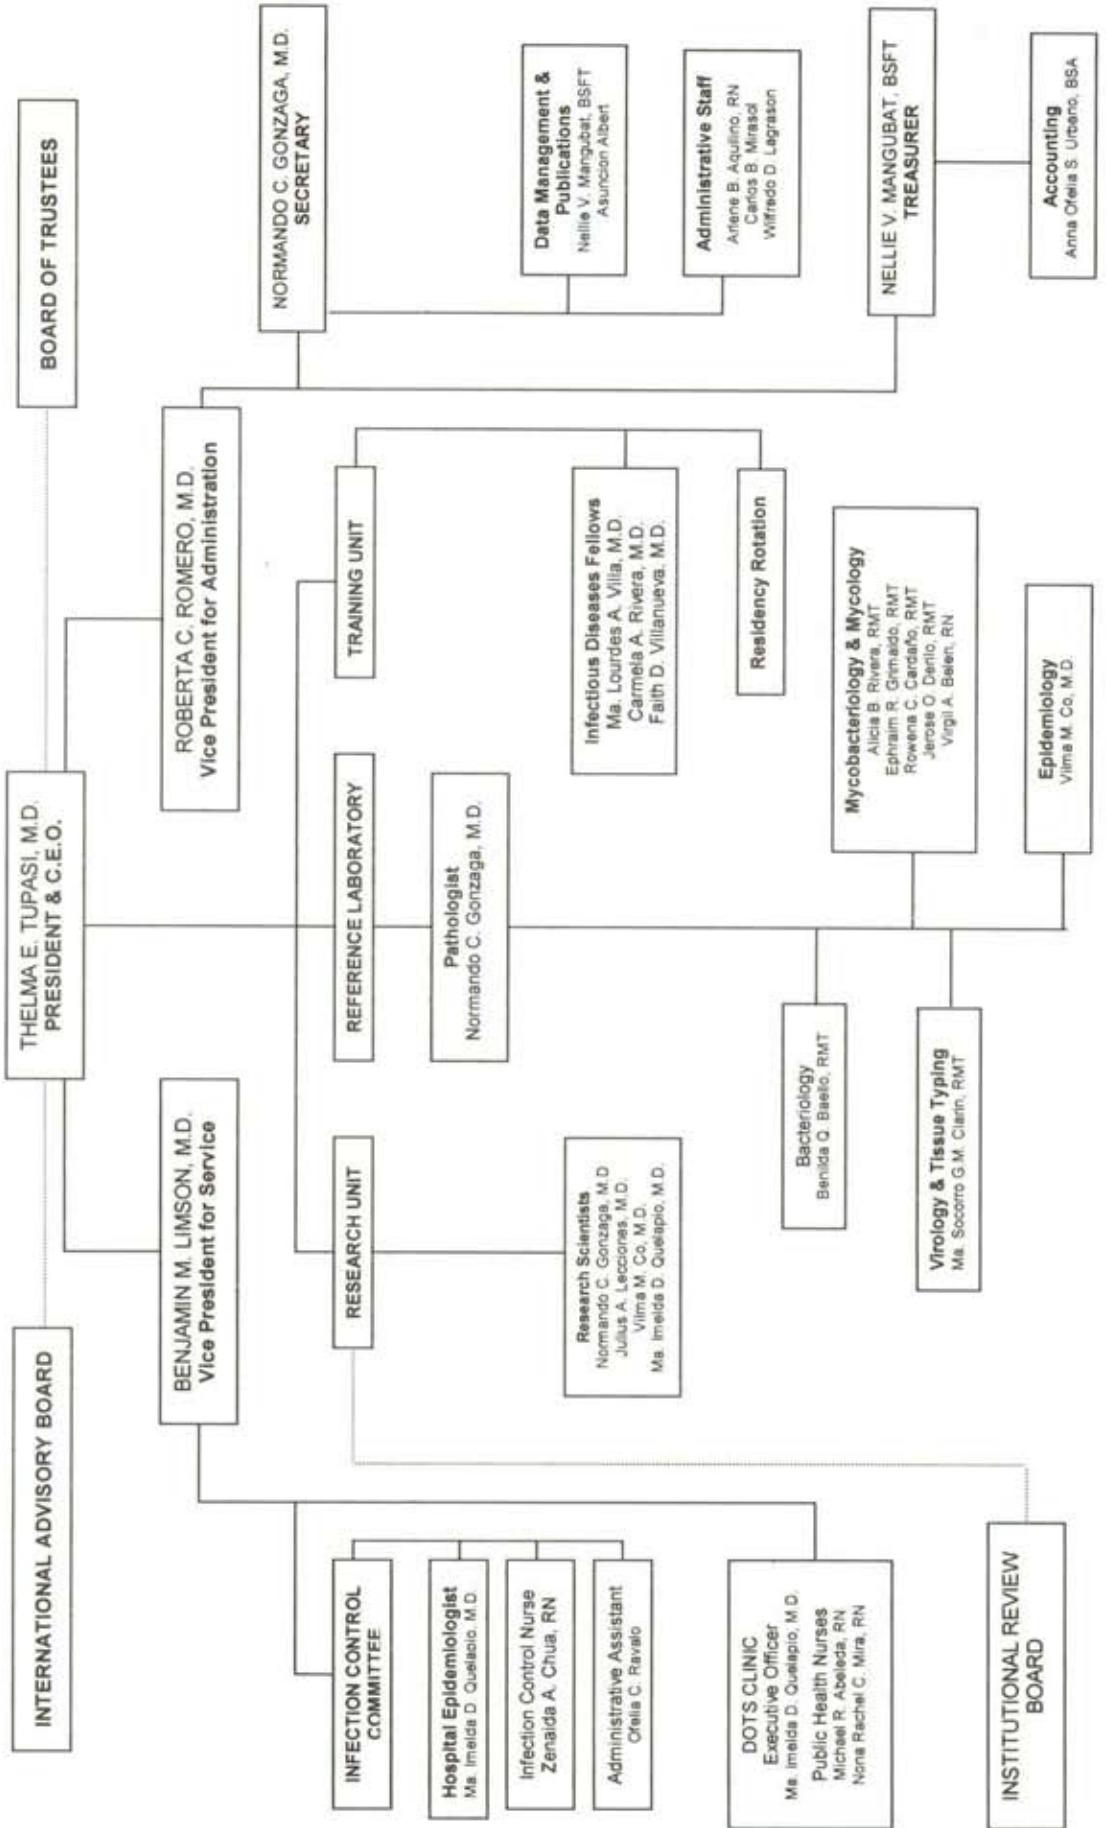 INTERNATIONAL ADVISORY BOARD
THELMA E. TUPASI, M.D.
PRESIDENT & C.E.O.
BOARD OF TRUSTEES
BENJAMIN M. LIMSON, M.D.
Vice President for Service
ROBERTA C. ROMERO, M.D.
Vice President for Administration
NORMANDO C. GONZAGA, M.D.
SECRETARY
INFECTION CONTROL
COMMITTEE
RESEARCH UNIT
REFERENCE LABORATORY
TRAINING UNIT
Hospital Epidemiologist
Ma. Imelda D. Quelapio, M.D.
Pathologist
Normando C. Gonzaga, M.D.
Infection Control Nurse
Zenaida A. Chua, RN
Administrative Assistant
Ofelia C. Ravalo
Research Scientists
Normando C. Gonzaga, M.D
Julius A. Lecciones, M.D.
Vilma M. Co, M.D.
Ma. Imelda D. Quelapio, M.D.
Infectious Diseases Fellows
Ma. Lourdes A. Villa, M.D.
Carmela A. Rivera, M.D.
Faith D. Villanueva, M.D.
Data Management &
Publications
Nellie V. Mangubat, BSFT
Asuncion Albert
Administrative Staff
Arlene B. Aquilino, RN
Carlos B. Mirasol
Wilfredo D. Lagrason
Residency Rotation
DOTS CLINIC
Executive Officer
Ma. Imelda D. Quelapio, M.D.
Public Health Nurses
Michael R. Abeleda, RN
Nona Rachel C. Mira, RN
Bacteriology
Benilda Q. Baello, RMT
Mycobacteriology & Mycology
Alicia B. Rivera, RMT
Ephraim R. Grimaldo, RMT
Rowena C. Cardaño, RMT
Jerose O. Derilo, RMT
Virgil A. Belen, RN
NELLIE V. MANGUBAT, BSFT
TREASURER
Virology & Tissue Typing
Ma. Socorro G.M. Clarin, RMT
INSTITUTIONAL REVIEW
BOARD
Epidemiology
Vilma M. Co, M.D.
Accounting
Anna Ofelia S. Urbano, BSA